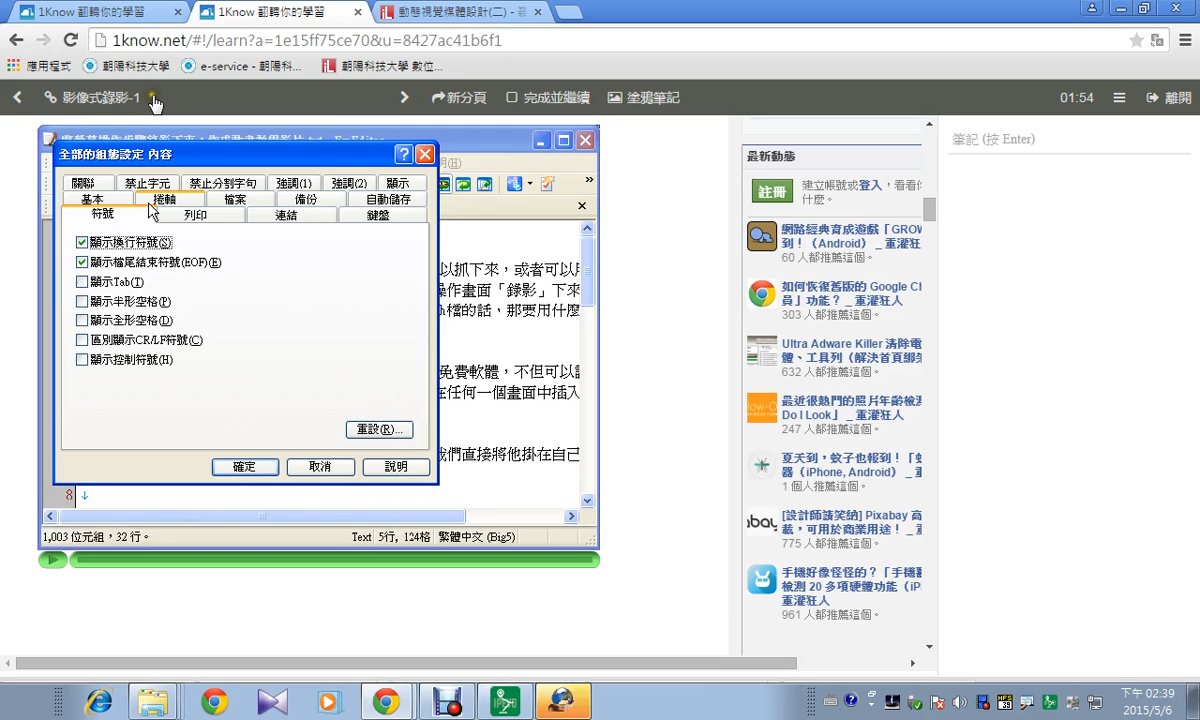 1Know 翻轉你的學習
1Know 翻轉你的學習
動態視覺媒體設計(二) -
1know.net/#!/learn?a=1e15ff75ce70&u=8427ac41b6f1
應用程式
朝陽科技大學
e-service - 朝陽科...
朝陽科技大學 數位...
影像式錄影-1
新分頁
完成並繼續
塗鴉筆記
01:54
離開
筆記 (按 Enter)
全部的組態設定 內容
關聯
禁止字元
禁止分割字句
強調(1)
強調(2)
顯示
基本
捲軸
檔案
備份
自動儲存
符號
列印
連結
鍵盤
顯示換行符號(S)
顯示檔尾結束符號(EOF)(E)
顯示Tab(T)
顯示半形空格(P)
顯示全形空格(D)
區別顯示CR/LF符號(C)
顯示控制符號(H)
重設(R)...
確定
取消
說明
以抓下來，或者可以
操作畫面「錄影」下來
檔的話，那要用什麼
免費軟體，不但可以
在任何一個畫面中插入
我們直接將他掛在自己
8
1,003 位元組，32 行。
Text
5行，124格
繁體中文 (Big5)
最新動態
註冊
建立帳號或登入，看看
什麼。
網路經典育成遊戲「GROW
到！（Android） _ 重灌狂人
60 人都推薦這個。
如何恢復舊版的 Google C
員」功能？ _ 重灌狂人
303 人都推薦這個。
Ultra Adware Killer 清除電
體、工具列（解決首頁綁
632 人都推薦這個。
最近很熱門的照片年齡檢測
Do I Look」 _ 重灌狂人
247 人都推薦這個。
夏天到，蚊子也報到！「
器（iPhone, Android） _ 重
1 個人推薦這個。
[設計師請笑納] Pixabay 高
載，可用於商業用途！ _
775 人都推薦這個。
手機好像怪怪的？「手機
檢測 20 多項硬體功能（iP
重灌狂人
961 人都推薦這個。
下午 02:39
2015/5/6